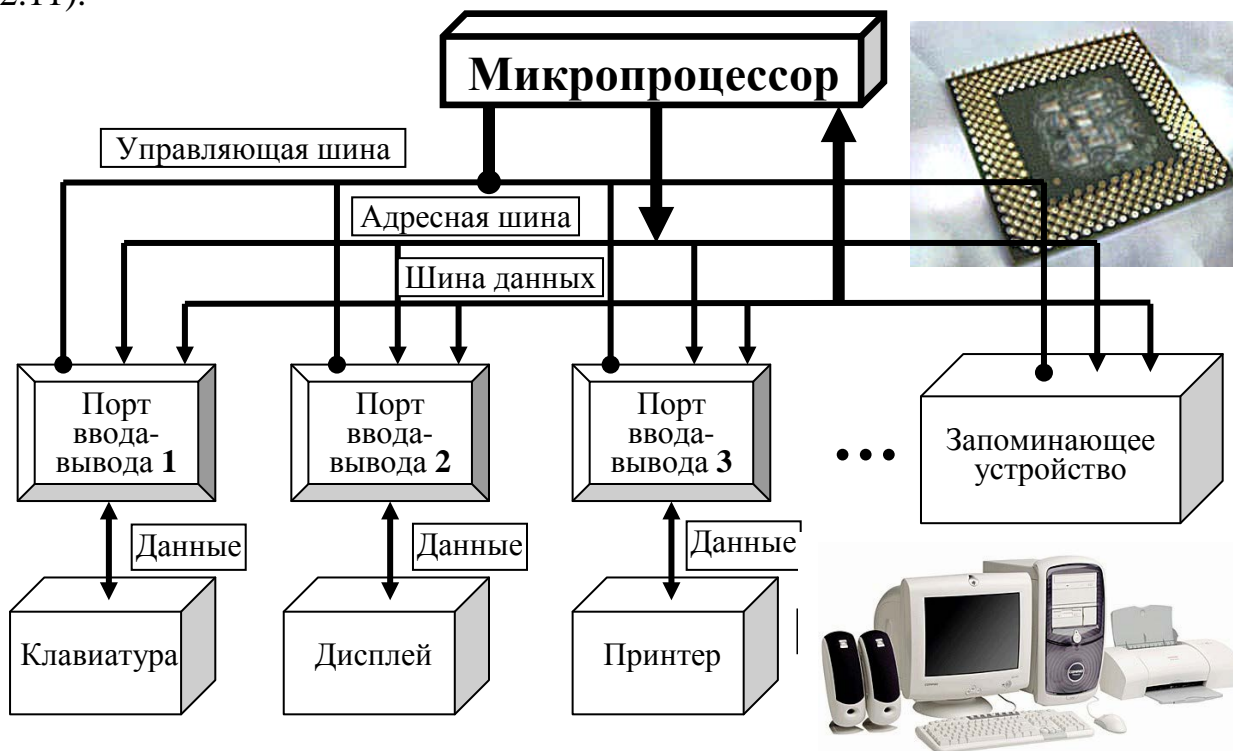 2.11).
Микропроцессор
Управляющая шина
Адресная шина
Шина данных
Порт
ввода-
вывода 1
Порт
ввода-
вывода 2
Порт
ввода-
вывода 3
Запоминающее
устройство
Данные
Данные
Данные
Клавиатура
Дисплей
Принтер